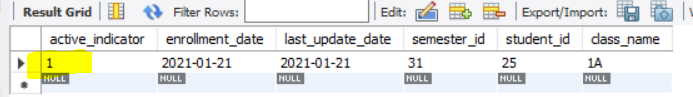 Result Grid Filter Rows: Edit: Export/Import:
active_indicator enrollment_date last_update_date semester_id student_id class_name
1 2021-01-21 2021-01-21 31 25 1A
NULL NULL NULL NULL NULL NULL